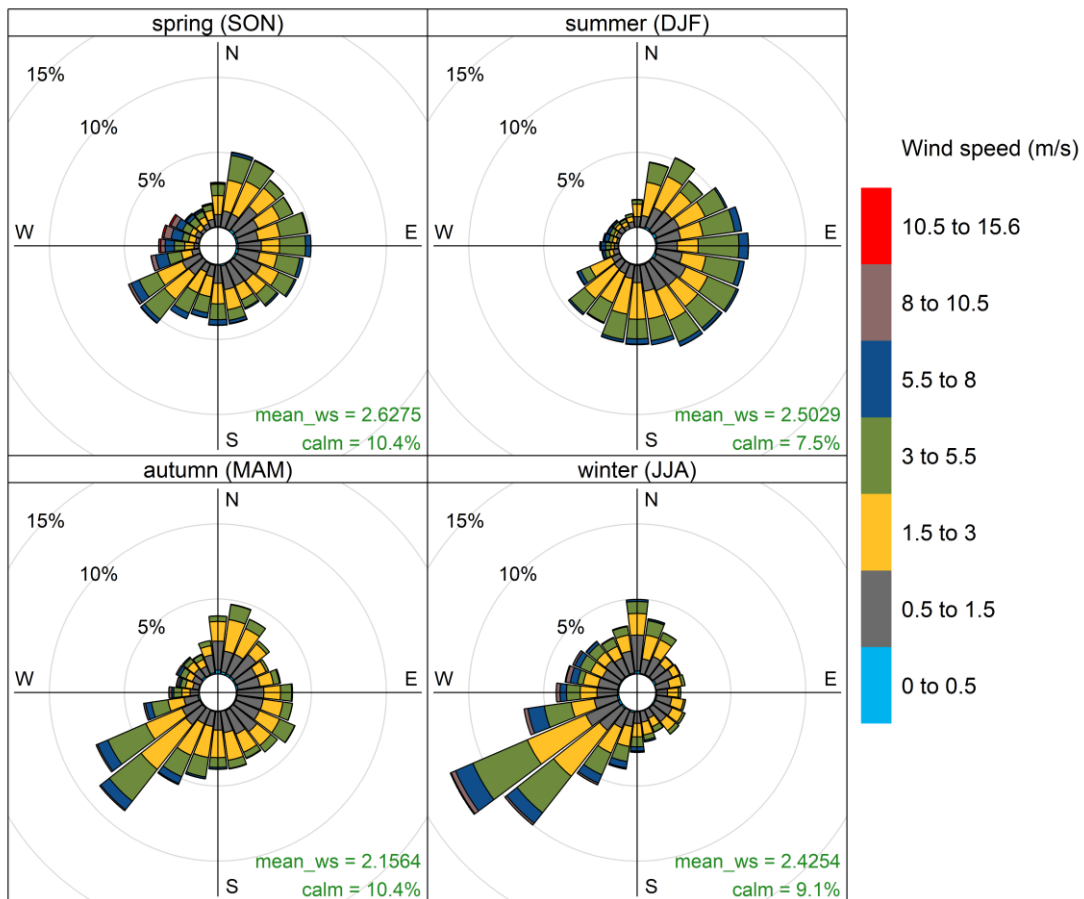 spring (SON)
N
15%
10%
5%
W
E
mean_ws = 2.6275
S
calm = 10.4%
summer (DJF)
N
15%
10%
5%
W
E
mean_ws = 2.5029
S
calm = 7.5%
autumn (MAM)
N
15%
10%
5%
W
E
mean_ws = 2.1564
S
calm = 10.4%
winter (JJA)
N
15%
10%
5%
W
E
mean_ws = 2.4254
S
calm = 9.1%
Wind speed (m/s)
10.5 to 15.6
8 to 10.5
5.5 to 8
3 to 5.5
1.5 to 3
0.5 to 1.5
0 to 0.5